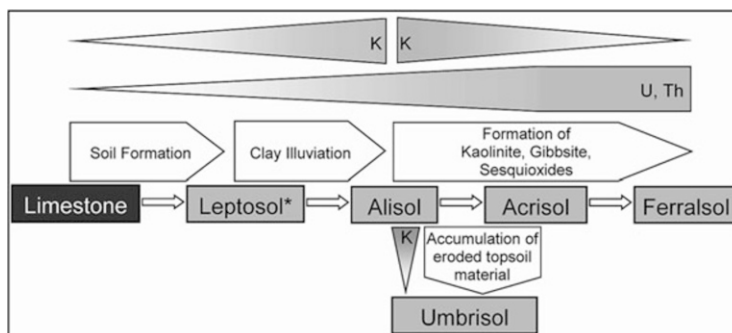 K K
U, Th
Soil Formation
Clay Illuviation
Formation of
Kaolinite, Gibbsite,
Sesquioxides
Limestone
Leptosol*
Alisol
Acrisol
Ferralsol
K
Accumulation of
eroded topsoil
material
Umbrisol